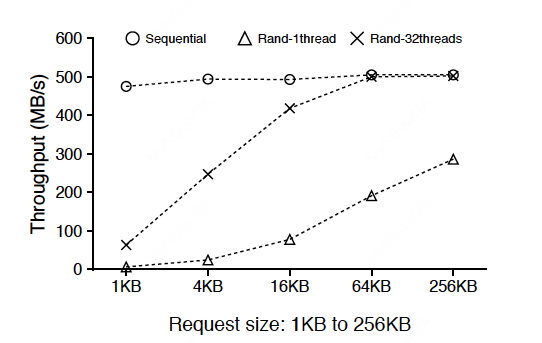 600
Sequential Rand-1thread Rand-32threads
500
400
300
200
100
0
Throughput (MB/s)
1KB 4KB 16KB 64KB 256KB
Request size: 1KB to 256KB